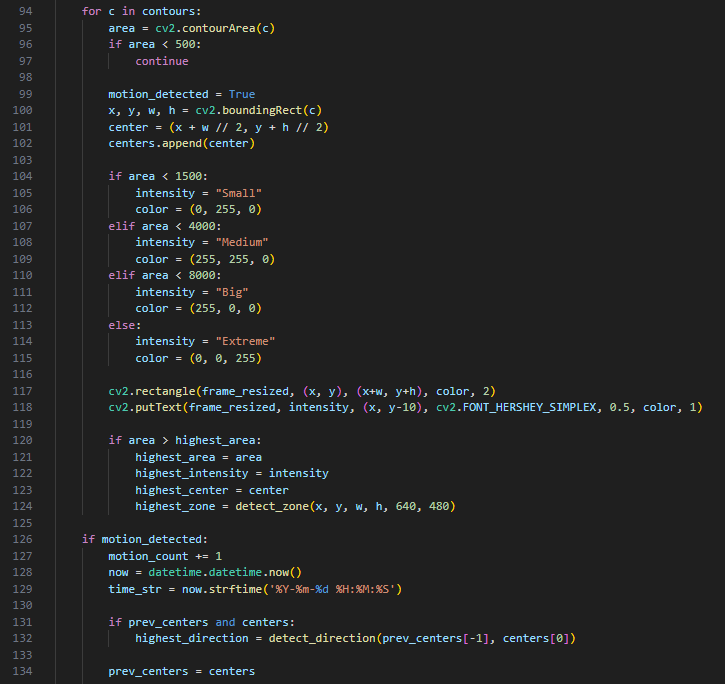 94 for c in contours:
95 area = cv2.contourArea(c)
96 if area < 500:
97 continue
98
99 motion_detected = True
100 x, y, w, h = cv2.boundingRect(c)
101 center = (x + w // 2, y + h // 2)
102 centers.append(center)
103
104 if area < 1500:
105 intensity = "Small"
106 color = (0, 255, 0)
107 elif area < 4000:
108 intensity = "Medium"
109 color = (255, 255, 0)
110 elif area < 8000:
111 intensity = "Big"
112 color = (255, 0, 0)
113 else:
114 intensity = "Extreme"
115 color = (0, 0, 255)
116
117 cv2.rectangle(frame_resized, (x, y), (x+w, y+h), color, 2)
118 cv2.putText(frame_resized, intensity, (x, y-10), cv2.FONT_HERSHEY_SIMPLEX, 0.5, color, 1)
119
120 if area > highest_area:
121 highest_area = area
122 highest_intensity = intensity
123 highest_center = center
124 highest_zone = detect_zone(x, y, w, h, 640, 480)
125
126 if motion_detected:
127 motion_count += 1
128 now = datetime.datetime.now()
129 time_str = now.strftime('%Y-%m-%d %H:%M:%S')
130
131 if prev_centers and centers:
132 highest_direction = detect_direction(prev_centers[-1], centers[0])
133
134 prev_centers = centers